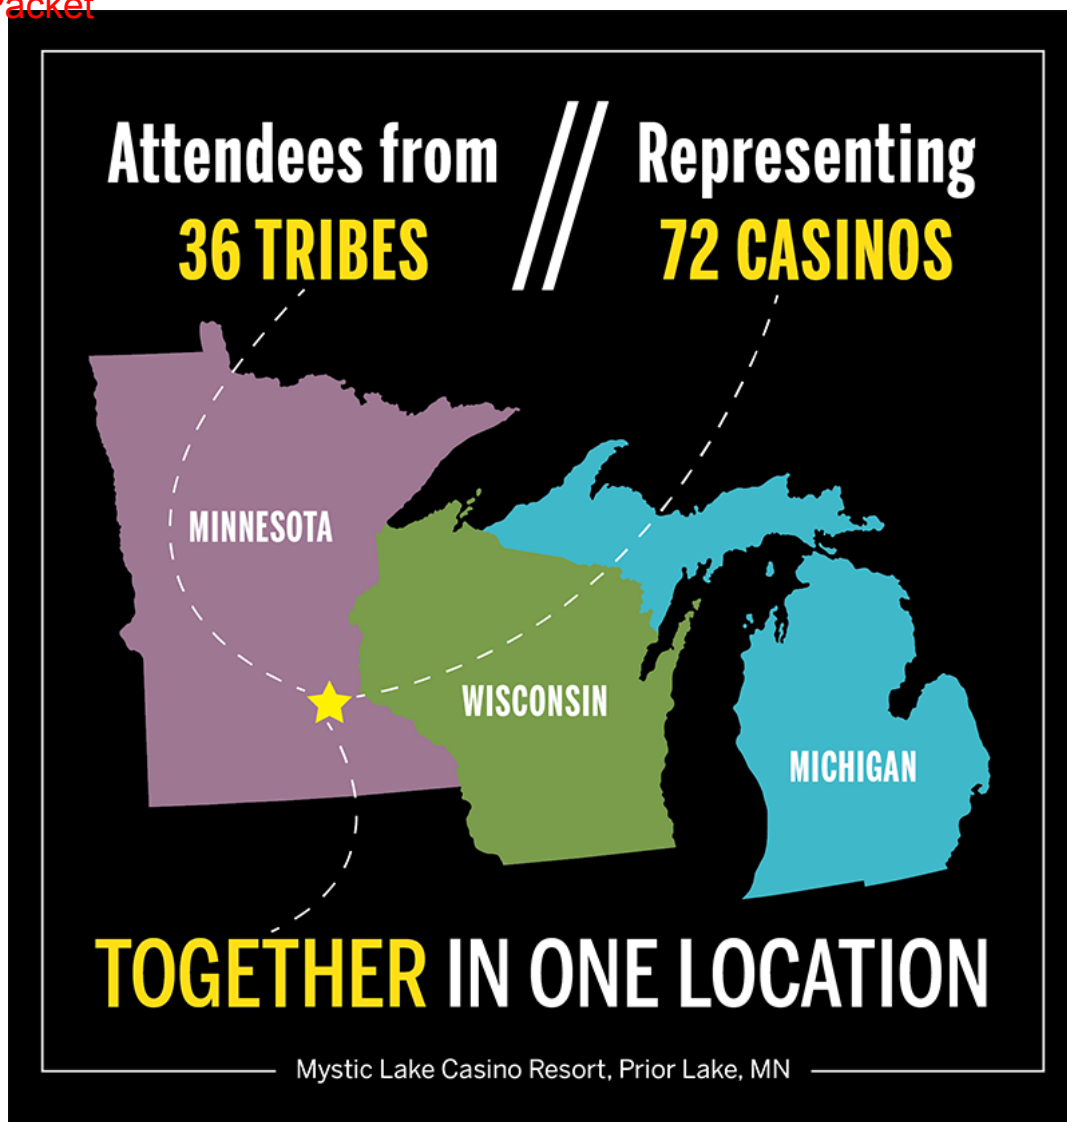 Attendees from
36 TRIBES
Representing
72 CASINOS
MINNESOTA
WISCONSIN
MICHIGAN
TOGETHER IN ONE LOCATION
Mystic Lake Casino Resort, Prior Lake, MN